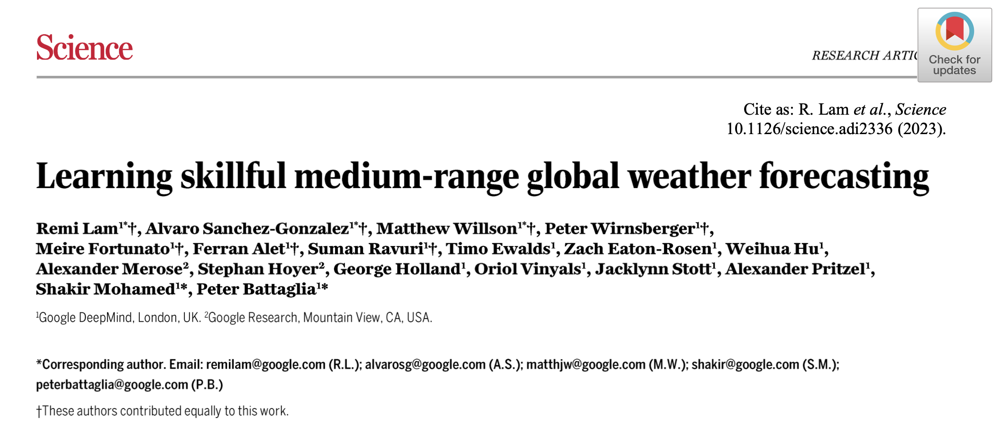 Science
RESEARCH ARTIC
Check for
updates
Cite as: R. Lam et al., Science
10.1126/science.adi2336 (2023).
Learning skillful medium-range global weather forecasting
Remi Lam¹*†, Alvaro Sanchez-Gonzalez¹*†, Matthew Willson¹*†, Peter Wirnsberger¹†,
Meire Fortunato¹†, Ferran Alet¹†, Suman Ravuri¹†, Timo Ewalds¹, Zach Eaton-Rosen¹, Weihua Hu¹,
Alexander Merose², Stephan Hoyer², George Holland¹, Oriol Vinyals¹, Jacklynn Stott¹, Alexander Pritzel¹,
Shakir Mohamed¹*, Peter Battaglia¹*
¹Google DeepMind, London, UK. ²Google Research, Mountain View, CA, USA.
*Corresponding author. Email: remilam@google.com (R.L.); alvarosg@google.com (A.S.); matthjw@google.com (M.W.); shakir@google.com (S.M.);
peterbattaglia@google.com (P.B.)
†These authors contributed equally to this work.